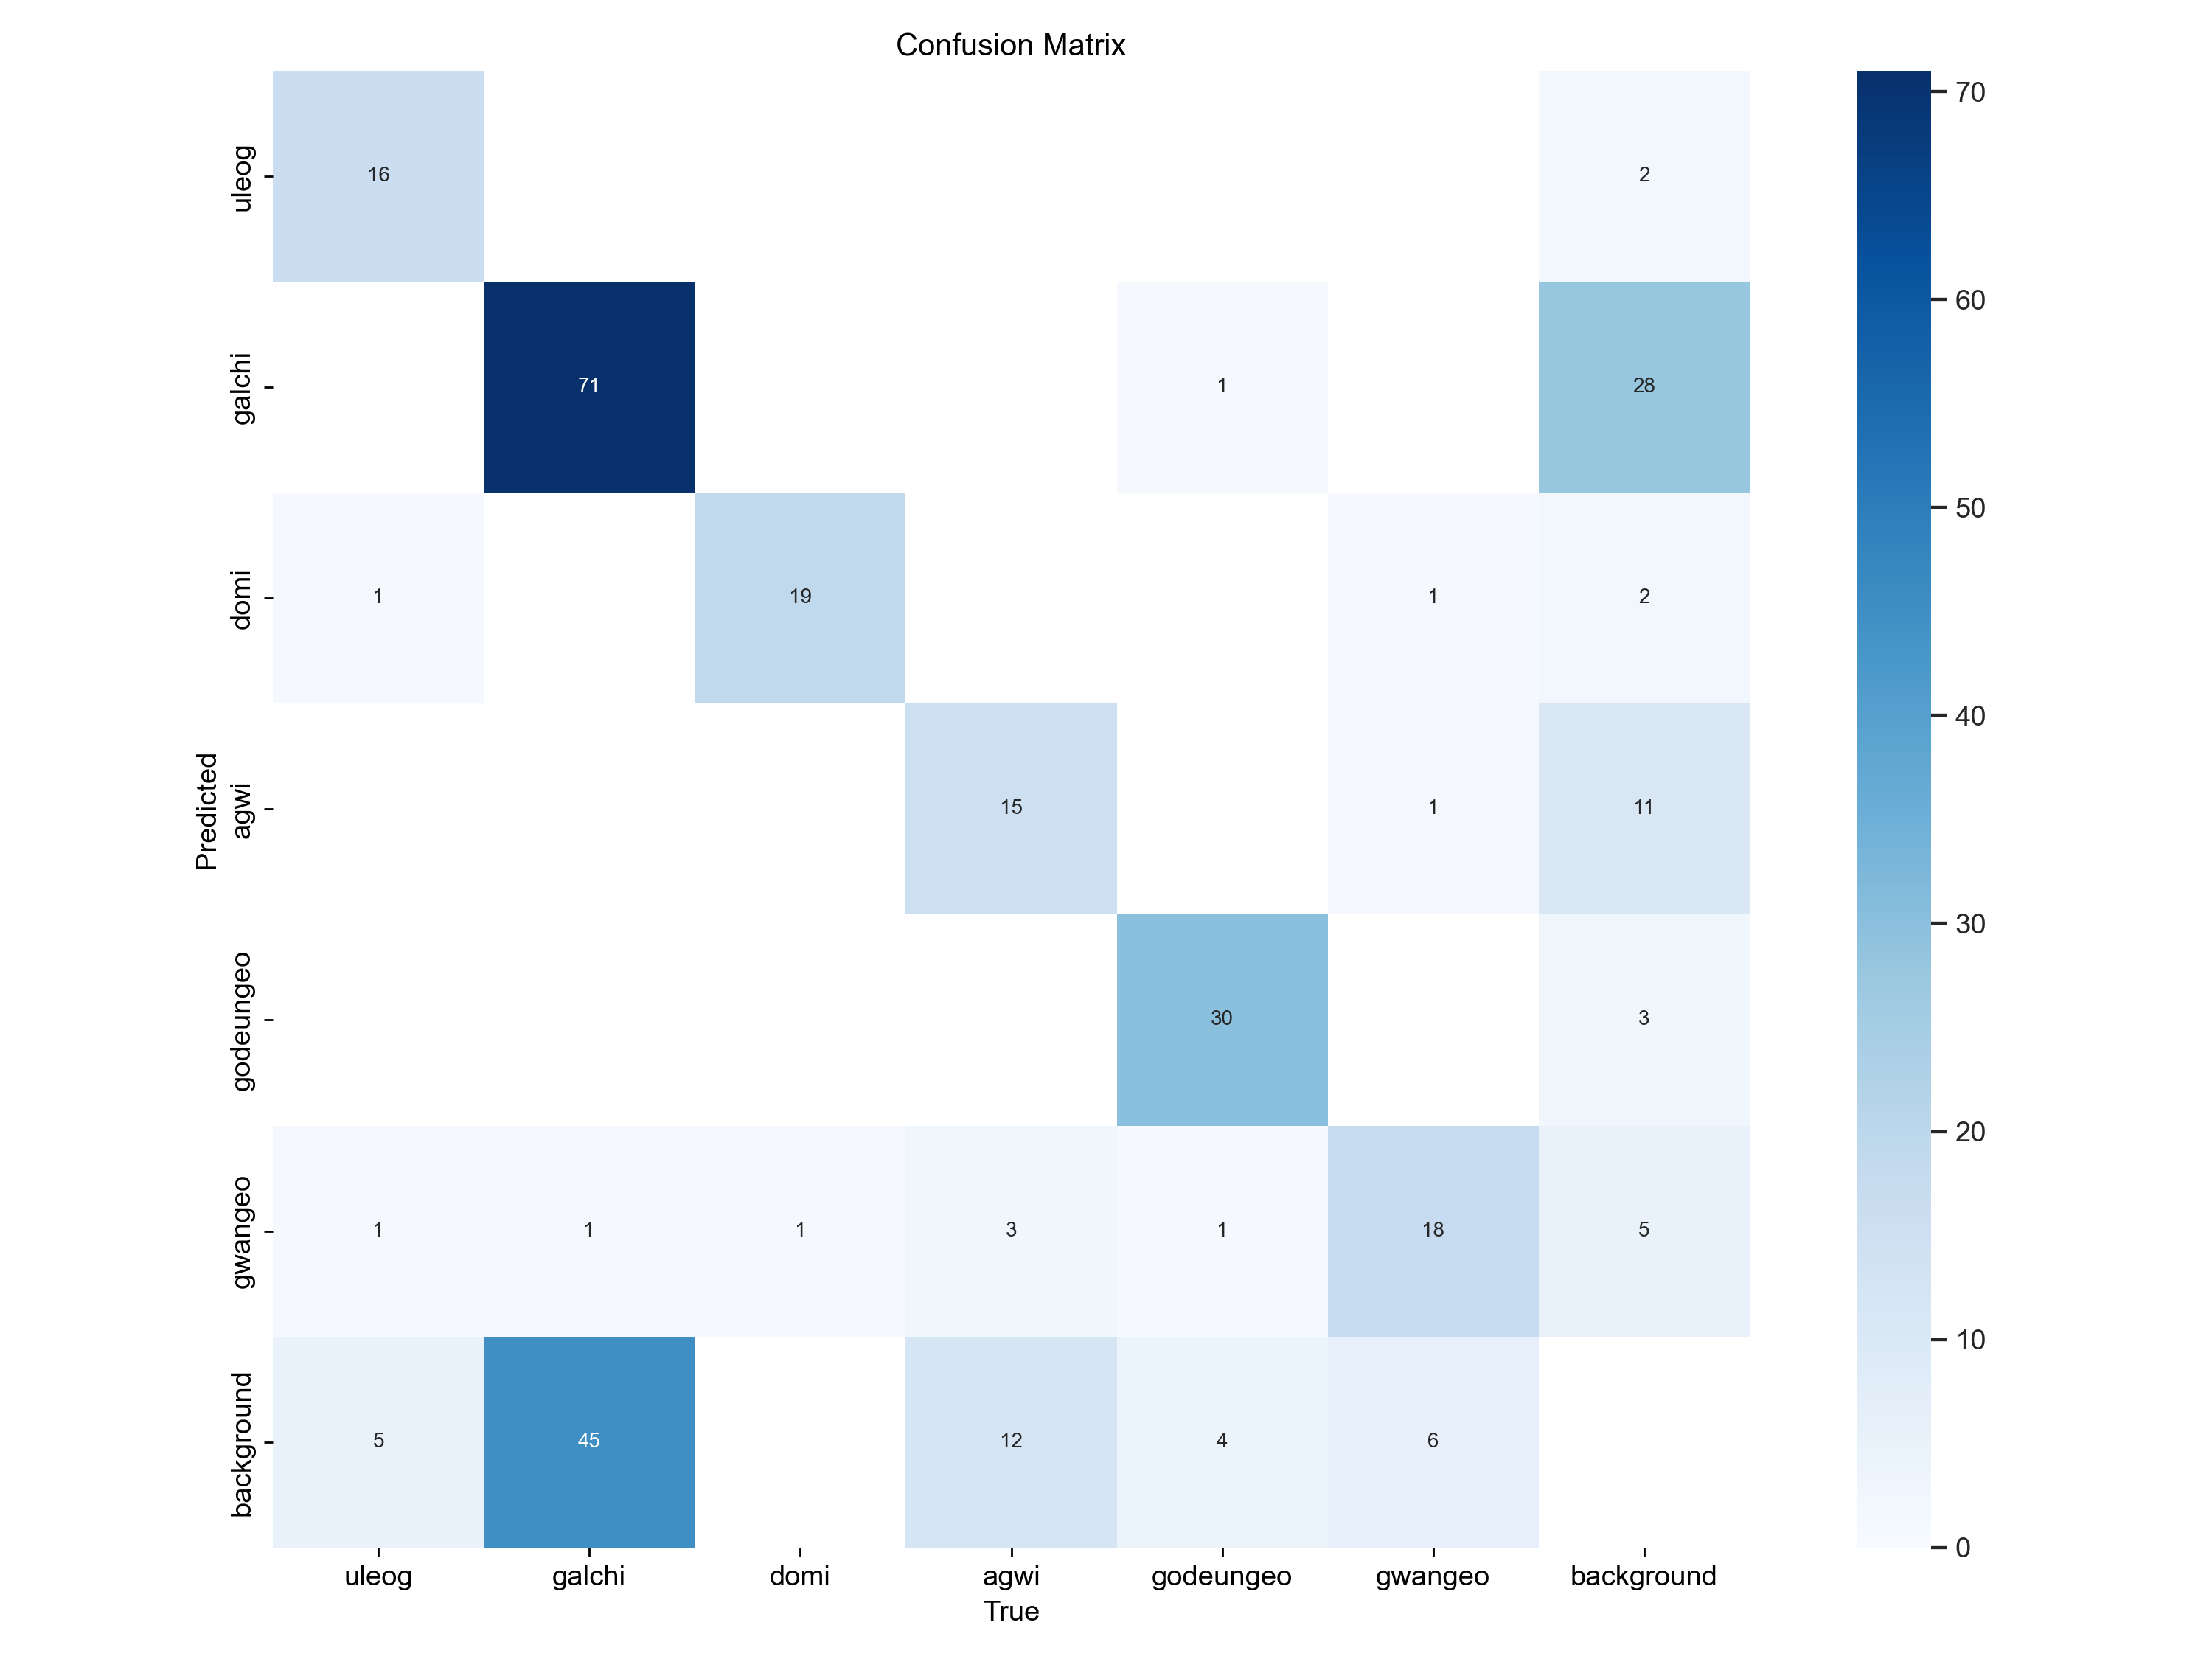 Confusion Matrix
Predicted
uleog
16
2
galchi
71
1
28
domi
1
19
1
2
agwi
15
1
11
godeungeo
30
3
gwangeo
1
1
1
3
1
18
5
background
5
45
12
4
6
uleog
galchi
domi
agwi
godeungeo
gwangeo
background
True
70
60
50
40
30
20
10
0